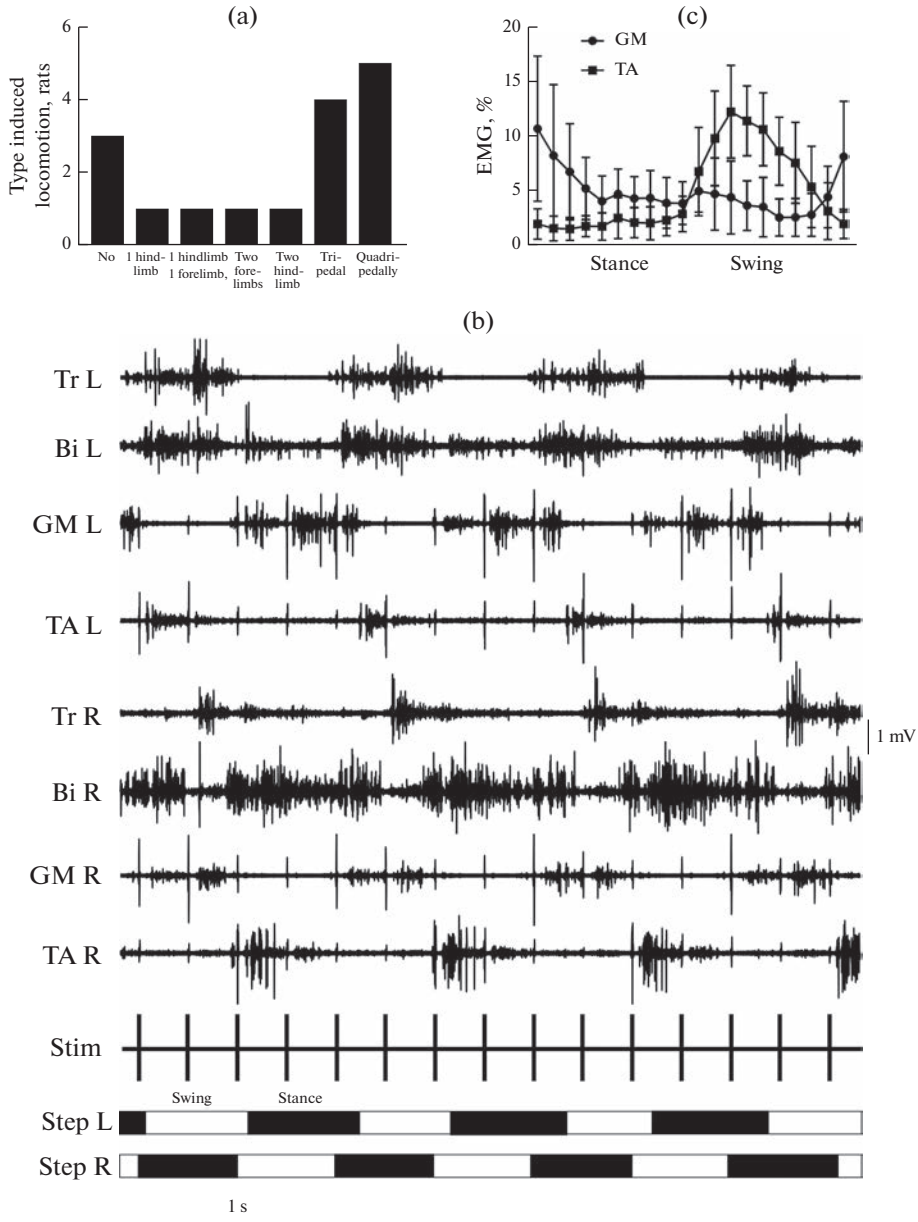 (a)
Type induced
locomotion, rats
6
4
2
0
No
1 hind-
limb
1 hindlimb
1 forelimb,
Two
fore-
limbs
Two
hind-
limb
Tri-
pedal
Quadri-
pedally
(c)
EMG, %
20
15
10
5
0
GM
TA
Stance
Swing
(b)
Tr L
Bi L
GM L
TA L
Tr R
1 mV
Bi R
GM R
TA R
Stim
Swing
Stance
Step L
Step R
1 s